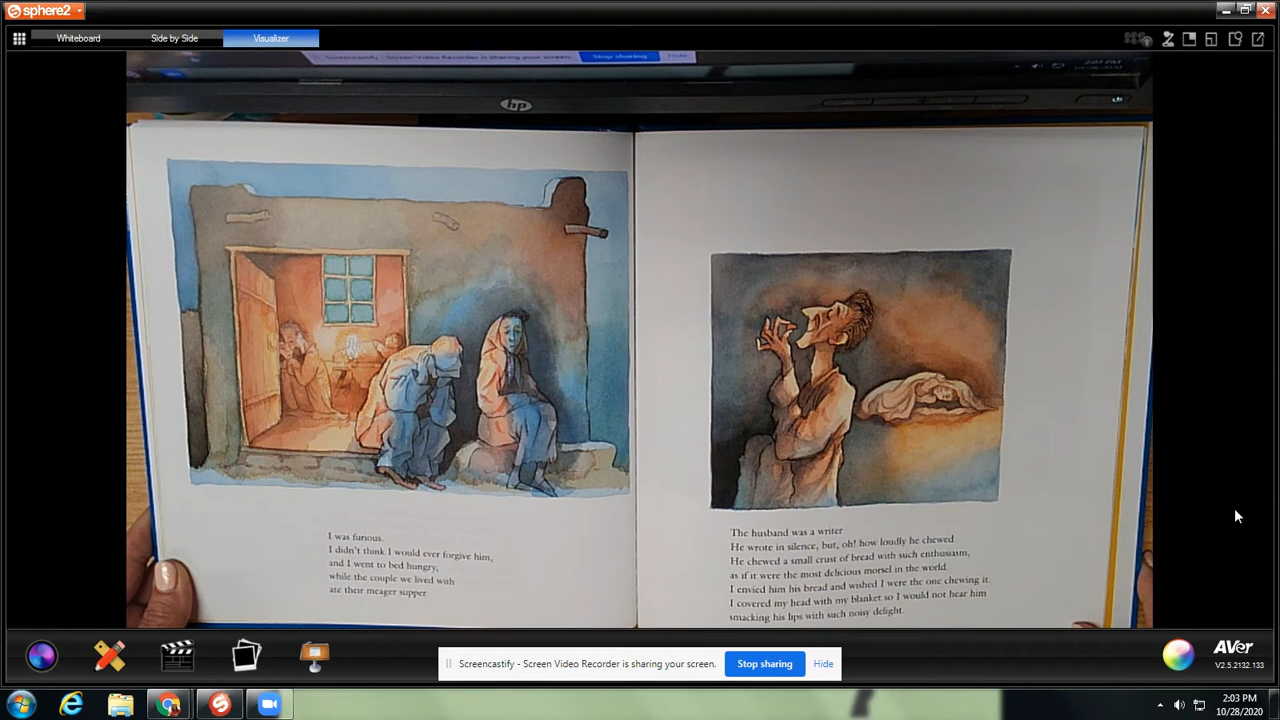 sphere2
Whiteboard
Side by Side
Visualizer
Stop sharing
Hide
2:03 PM
hp
I was furious.
I didn't think I would ever forgive him,
and I went to bed hungry,
while the couple we lived with
ate their meager supper
The husband was a writer
He wrote in silence, but, oh! how loudly he chewed
He chewed a small crust of bread with such enthusiasm,
as if it were the most delicious morsel in the world.
I envied him his bread and wished I were the one chewing it
I covered my head with my blanket so I would not hear him
smacking his lips with such noisy delight.
Screencastify - Screen Video Recorder is sharing your screen.
Stop sharing
Hide
AVer
V2.5.2132.133
2:03 PM
10/28/2020